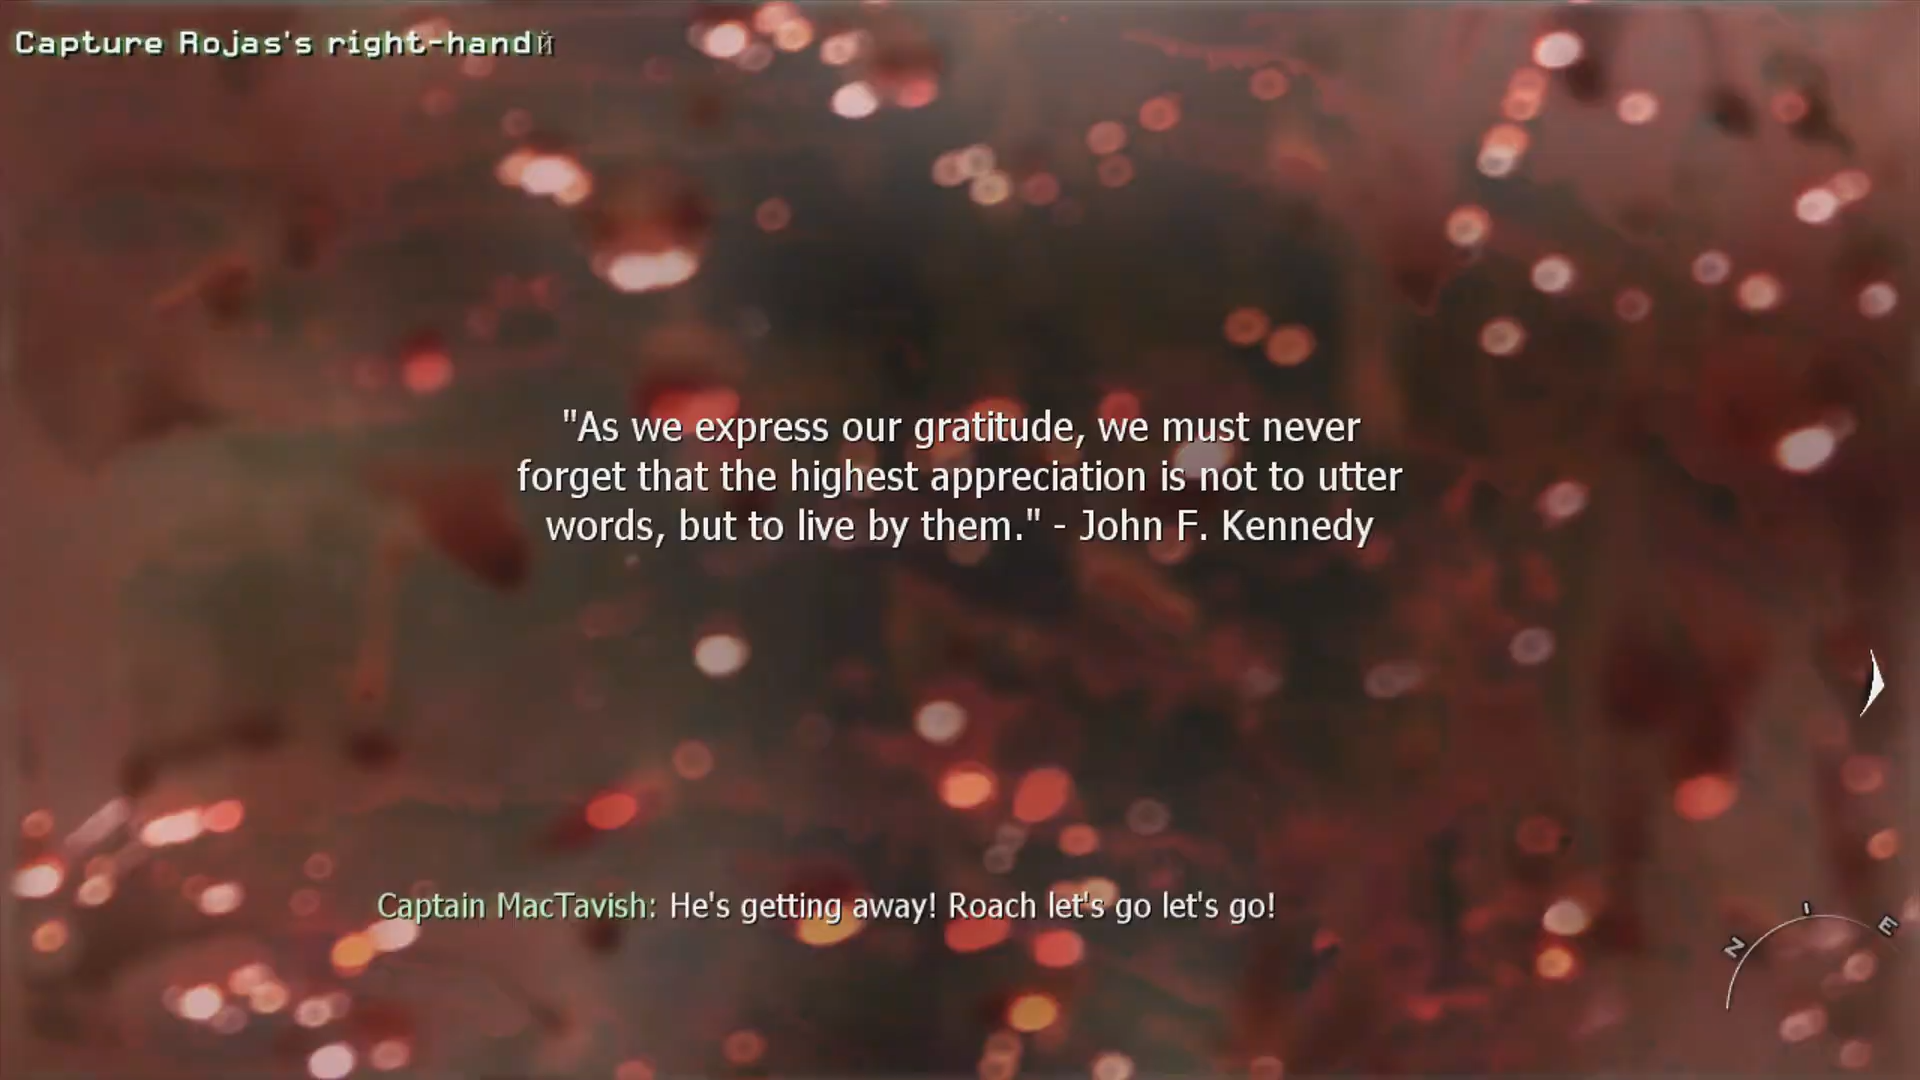 Capture Rojas's right-handй
"As we express our gratitude, we must never
forget that the highest appreciation is not to utter
words, but to live by them." - John F. Kennedy
Captain MacTavish: He's getting away! Roach let's go let's go!
N E